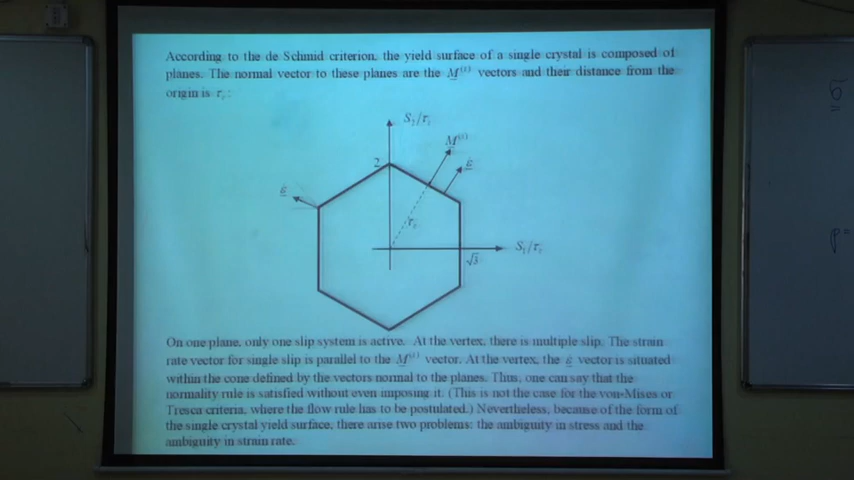 According to the de Schmid criterion, the yield surface of a single crystal is composed of
planes. The normal vector to these planes are the M⁽ˢ⁾ vectors and their distance from the
origin is τ꜀:
S₂/τ꜀
M⁽ˢ⁾
2
ε̇
ε̇
τ꜀
S₁/τ꜀
√3
On one plane, only one slip system is active. At the vertex, there is multiple slip. The strain
rate vector for single slip is parallel to the M⁽ˢ⁾ vector. At the vertex, the ε̇ vector is situated
within the cone defined by the vectors normal to the planes. Thus, one can say that the
normality rule is satisfied without even imposing it. (This is not the case for the von-Mises or
Tresca criteria, where the flow rule has to be postulated.) Nevertheless, because of the form of
the single crystal yield surface, there arise two problems: the ambiguity in stress and the
ambiguity in strain rate.